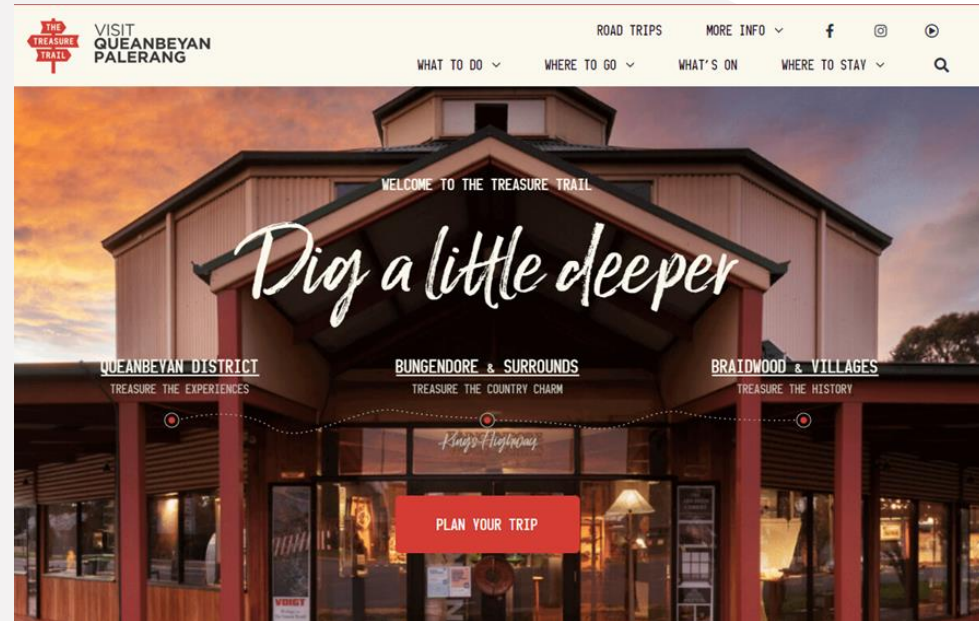 THE
TREASURE
TRAIL
VISIT
QUEANBEYAN
PALERANG
ROAD TRIPS
MORE INFO
WHAT TO DO
WHERE TO GO
WHAT'S ON
WHERE TO STAY
WELCOME TO THE TREASURE TRAIL
Dig a little deeper
QUEANBEYAN DISTRICT
TREASURE THE EXPERIENCES
BUNGENDORE & SURROUNDS
TREASURE THE COUNTRY CHARM
BRAIDWOOD & VILLAGES
TREASURE THE HISTORY
Kings Highway
PLAN YOUR TRIP
VOIGT